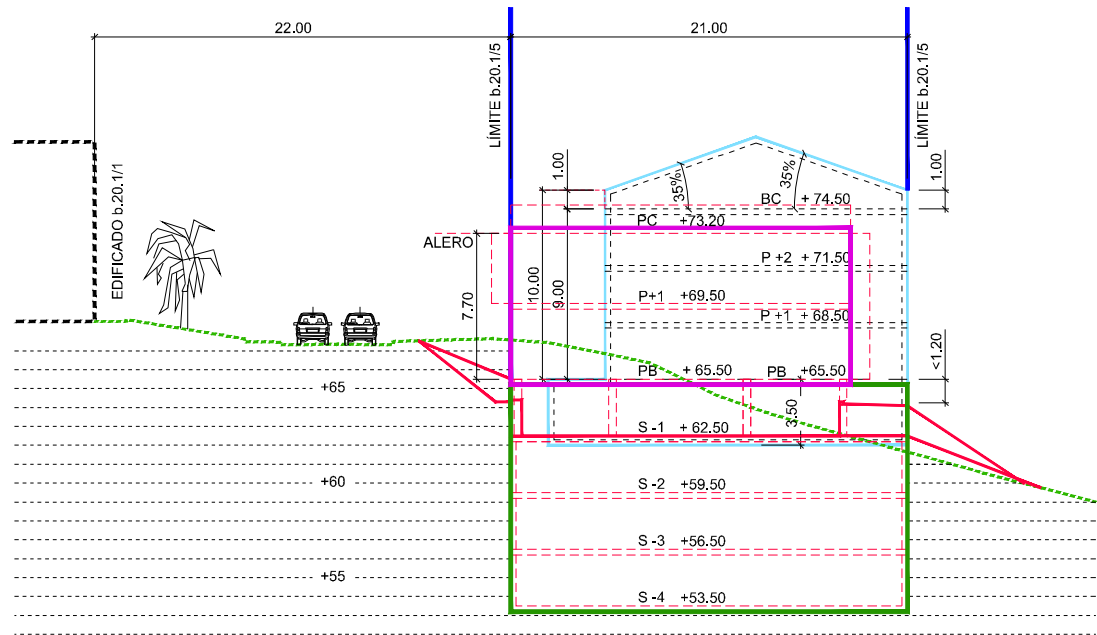 22.00
21.00
LÍMITE b.20.1/5
LÍMITE b.20.1/5
EDIFICADO b.20.1/1
1.00
1.00
35%
35%
BC + 74.50
PC +73.20
ALERO
P +2 + 71.50
10.00
9.00
7.70
P+1 +69.50
P +1 + 68.50
<1.20
PB + 65.50
PB +65.50
+65
3.50
S -1 + 62.50
+60
S -2 +59.50
S -3 +56.50
+55
S -4 +53.50